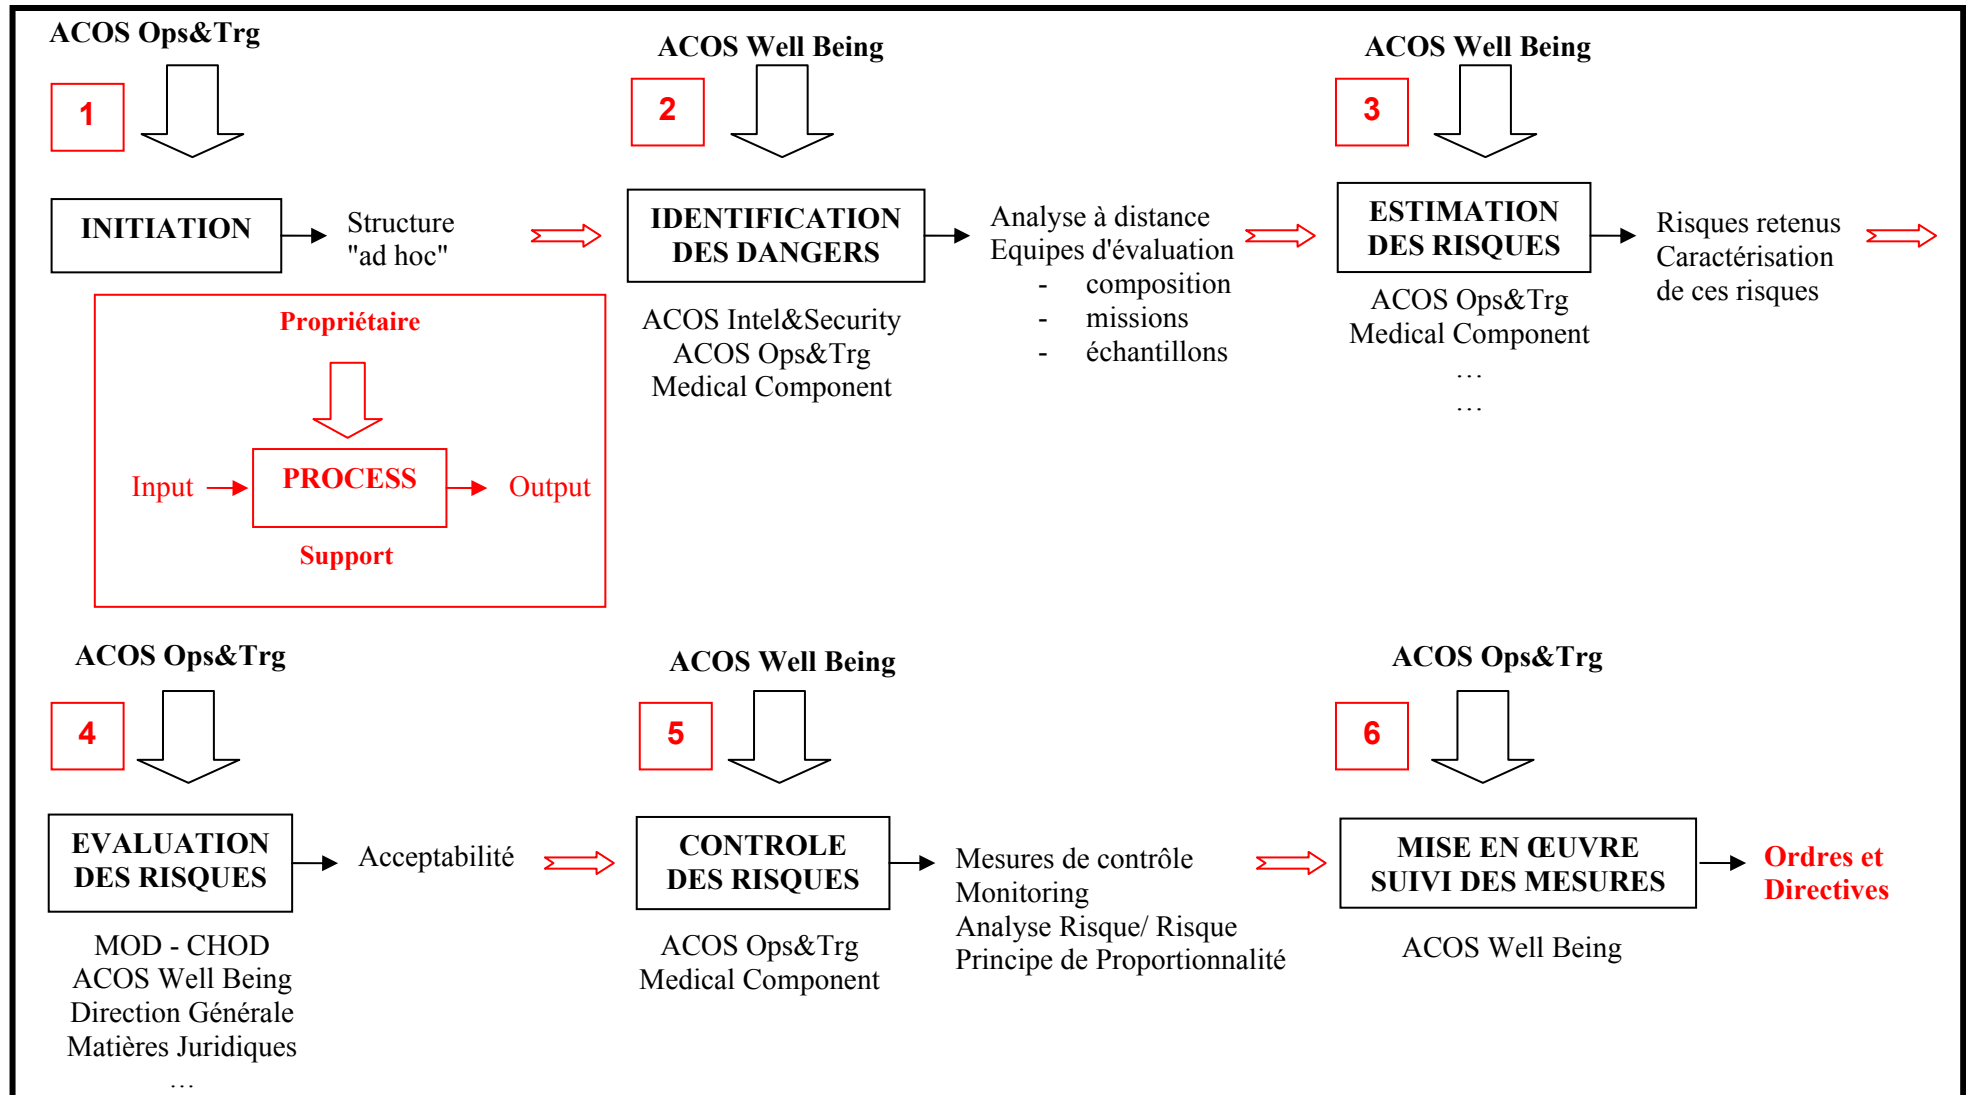 ACOS Ops&Trg
1
INITIATION
Structure
"ad hoc"
ACOS Well Being
2
IDENTIFICATION
DES DANGERS
ACOS Intel&Security
ACOS Ops&Trg
Medical Component
Analyse à distance
Equipes d'évaluation
- composition
- missions
- échantillons
ACOS Well Being
3
ESTIMATION
DES RISQUES
ACOS Ops&Trg
Medical Component
…
…
Risques retenus
Caractérisation
de ces risques
Propriétaire
Input
PROCESS
Output
Support
ACOS Ops&Trg
4
EVALUATION
DES RISQUES
MOD - CHOD
ACOS Well Being
Direction Générale
Matières Juridiques
…
Acceptabilité
ACOS Well Being
5
CONTROLE
DES RISQUES
ACOS Ops&Trg
Medical Component
Mesures de contrôle
Monitoring
Analyse Risque/ Risque
Principe de Proportionnalité
ACOS Ops&Trg
6
MISE EN ŒUVRE
SUIVI DES MESURES
ACOS Well Being
Ordres et
Directives